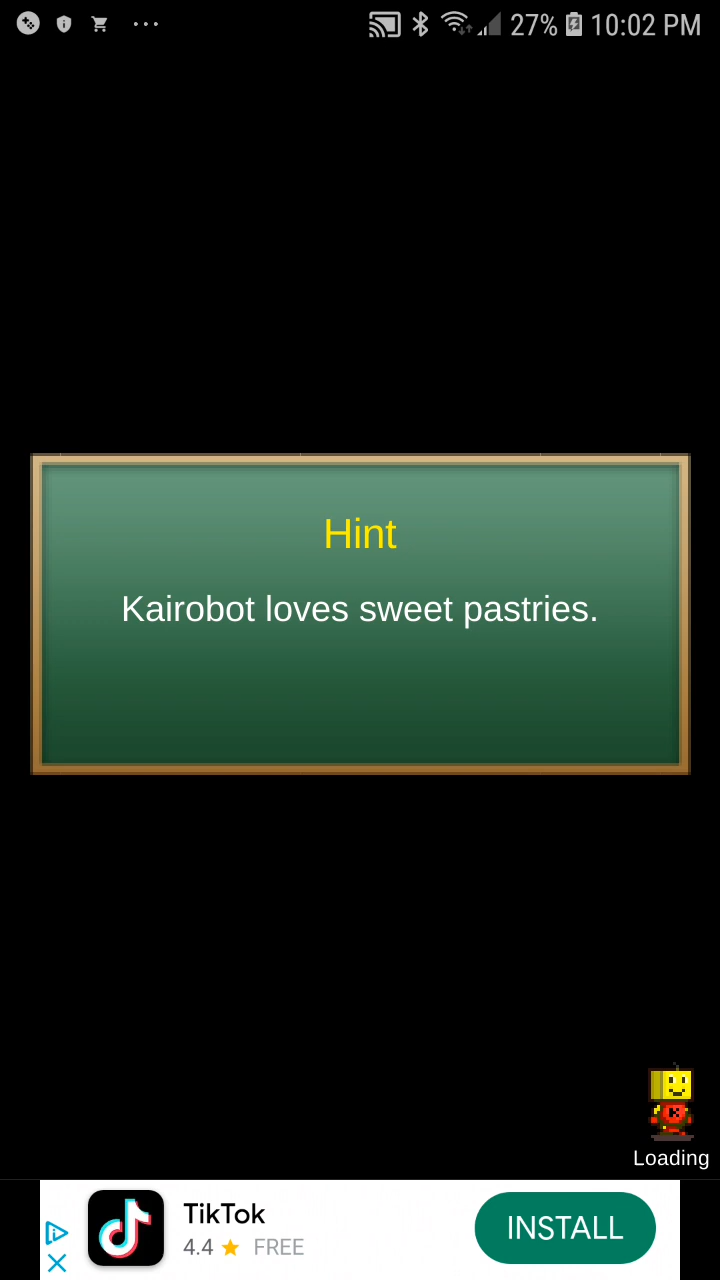 27% 10:02 PM
Hint
Kairobot loves sweet pastries.
Loading
TikTok
4.4 FREE
INSTALL